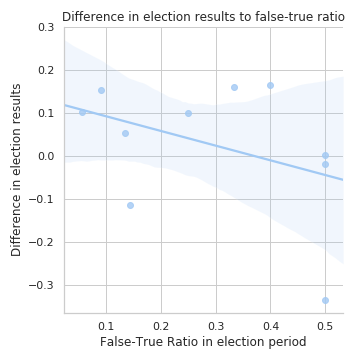 Difference in election results to false-true ratio
0.3
0.2
0.1
0.0
−0.1
−0.2
−0.3
Difference in election results
0.1 0.2 0.3 0.4 0.5
False-True Ratio in election period